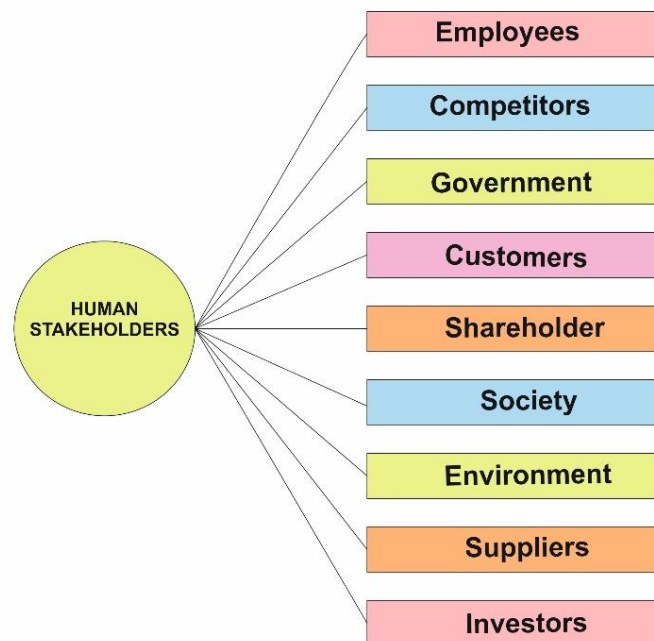 Employees
Competitors
Government
Customers
HUMAN
STAKEHOLDERS
Shareholder
Society
Environment
Suppliers
Investors